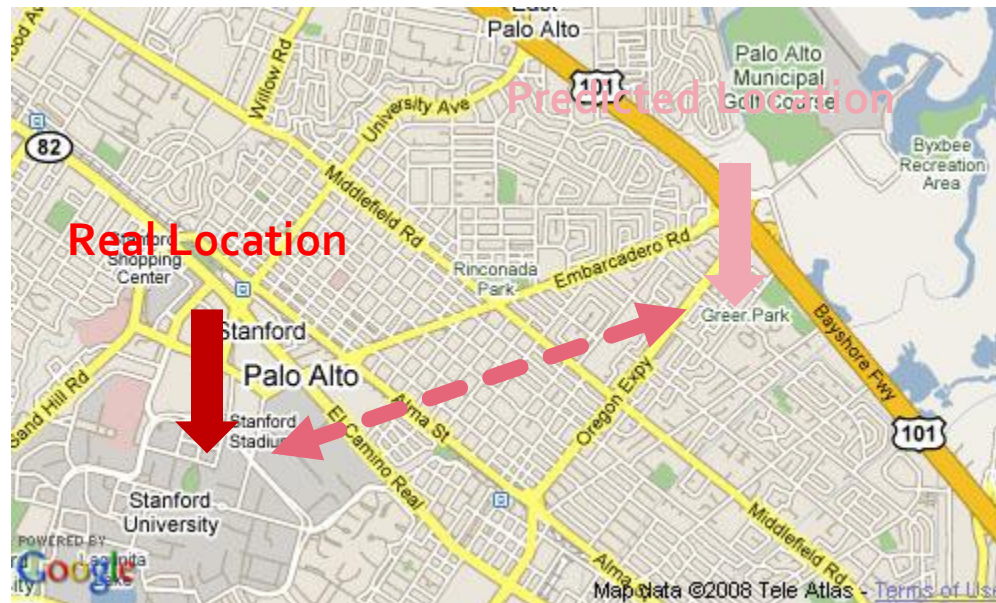 East
Palo Alto
Willow Rd
University Ave
101
Predicted Location
Palo Alto
Municipal
Golf Course
82
Byxbee
Recreation
Area
Middlefield Rd
Real Location
Stanford
Shopping
Center
Rinconada
Park
Embarcadero Rd
Greer Park
Bayshore Fwy
Stanford
Palo Alto
Sand Hill Rd
Oregon Expy
Alma St
Stanford
Stadium
El Camino Real
101
Stanford
University
Middlefield Rd
POWERED BY
Google
Alma
Map data ©2008 Tele Atlas - Terms of Use